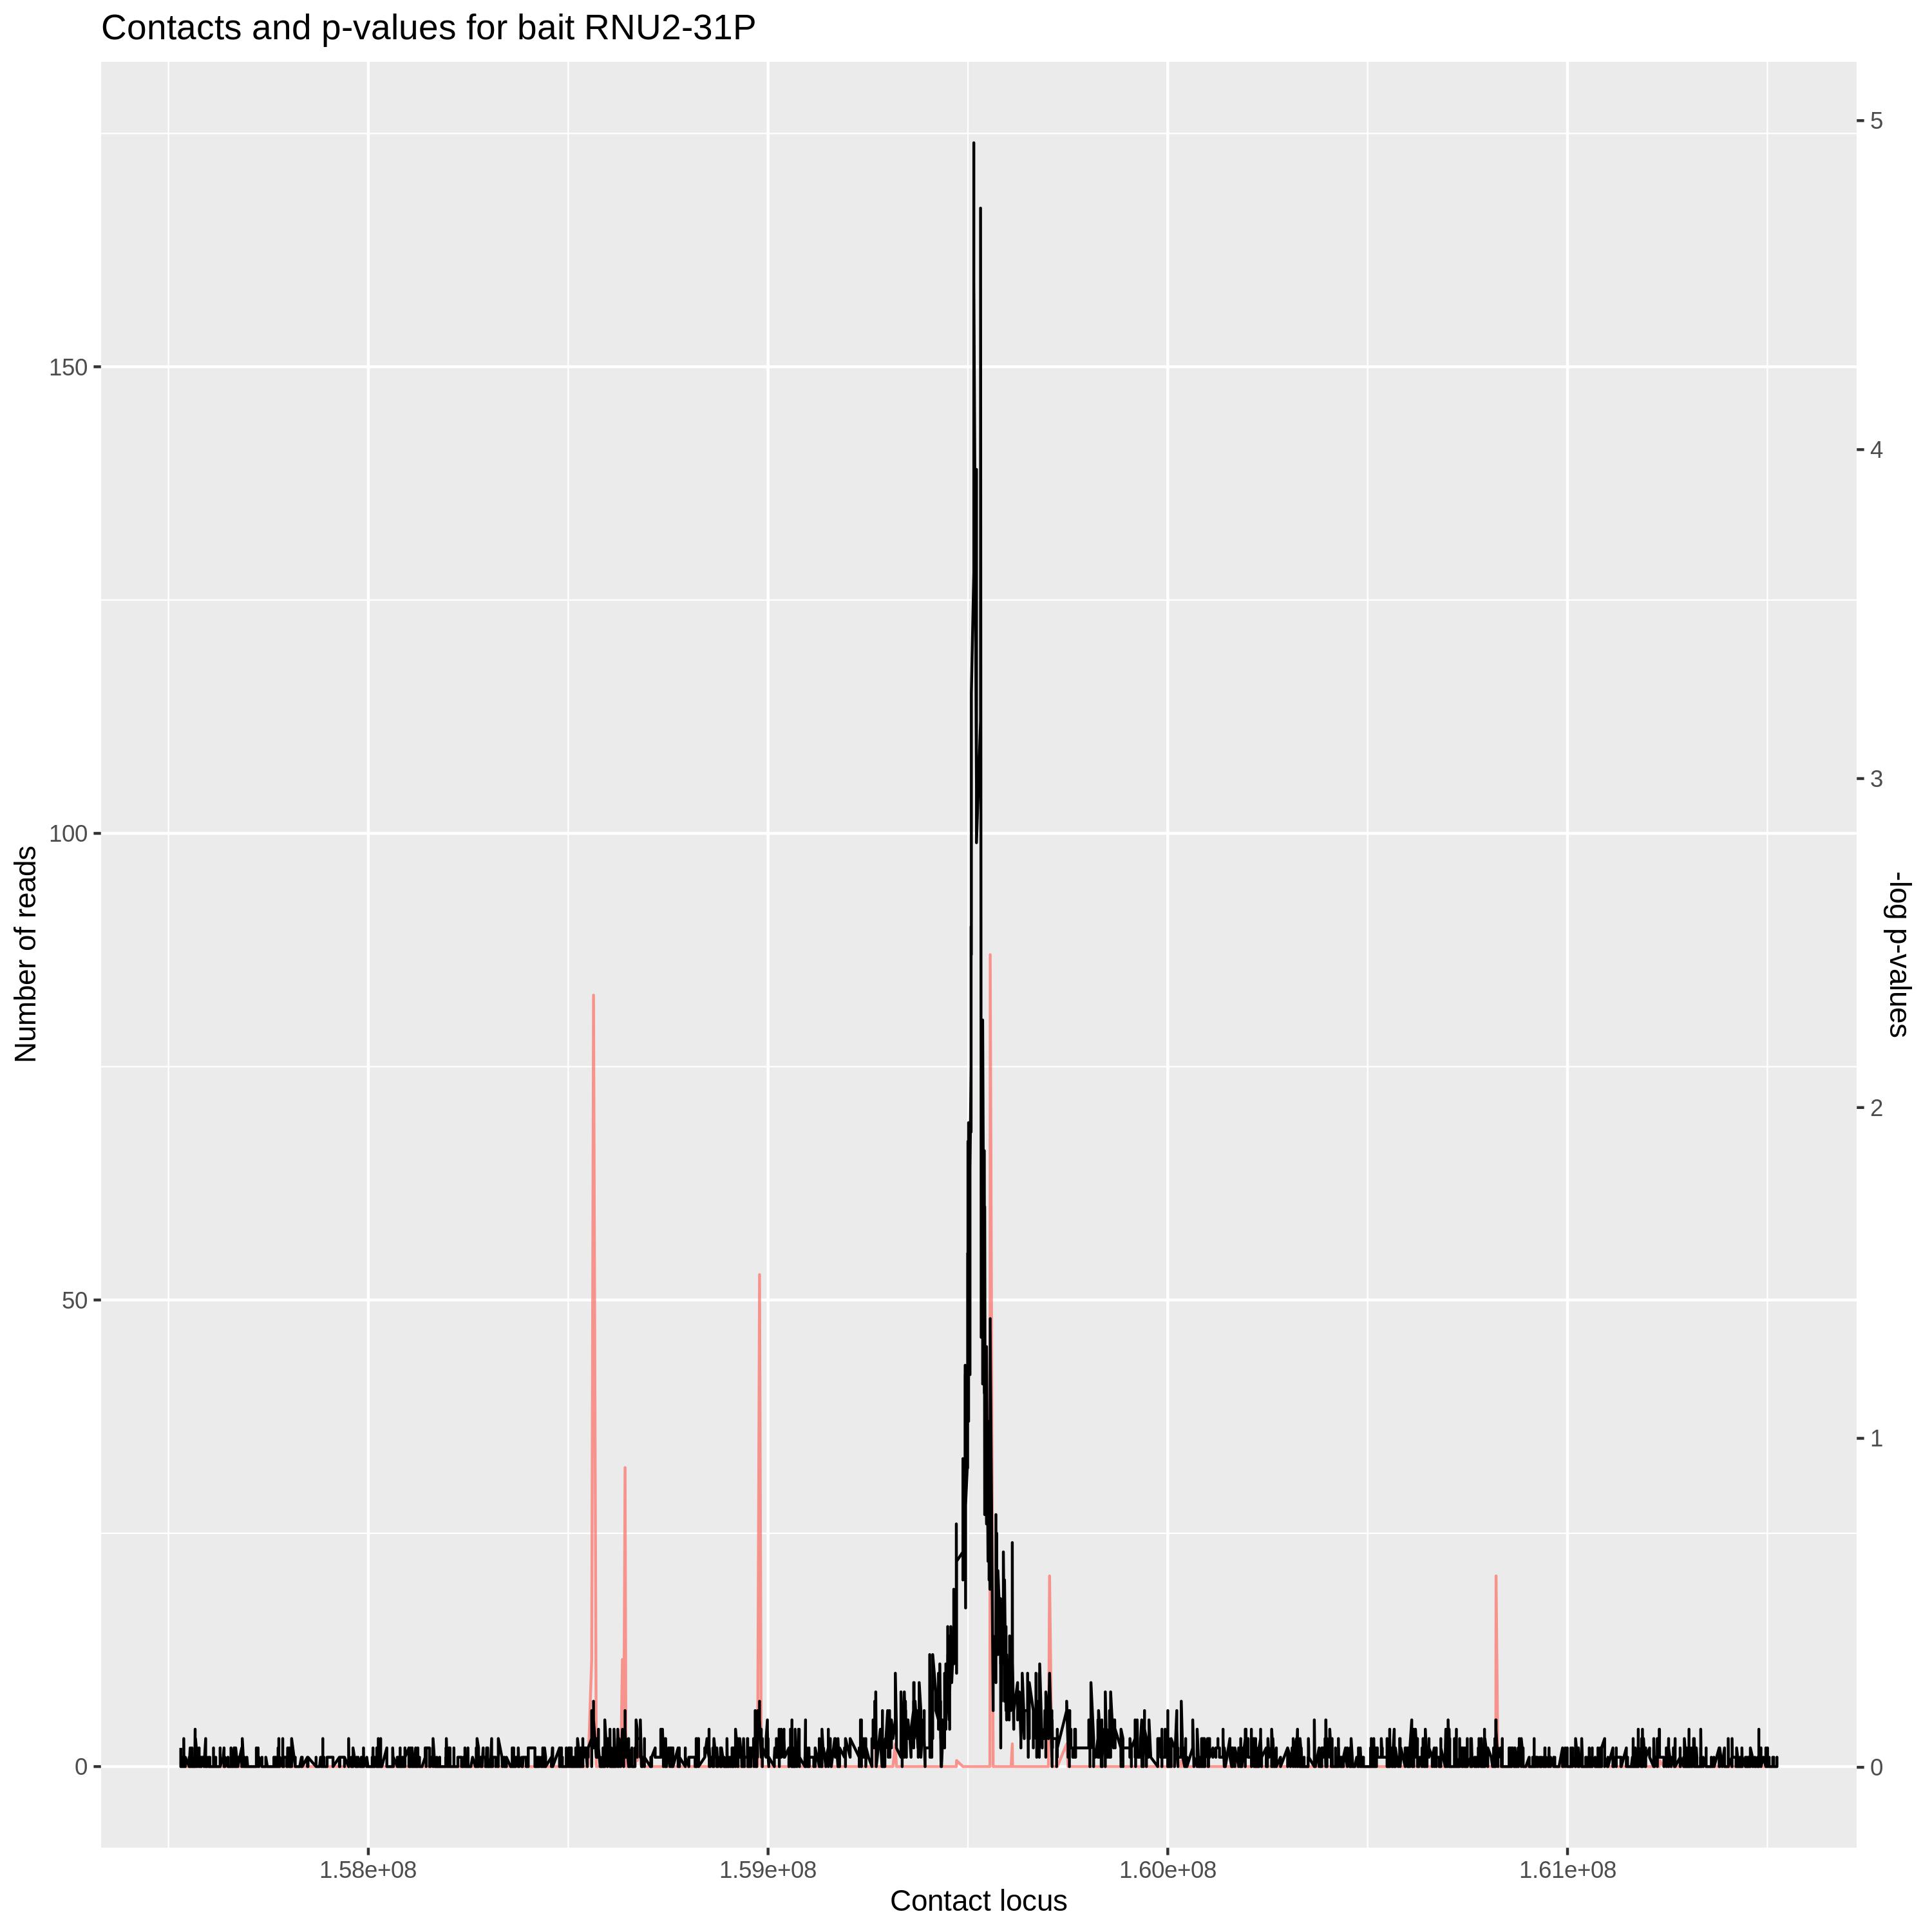 Contacts and p-values for bait RNU2-31P
Number of reads
150
100
50
0
5
4
3
2
1
0
-log p-values
1.58e+08
1.59e+08
1.60e+08
1.61e+08
Contact locus